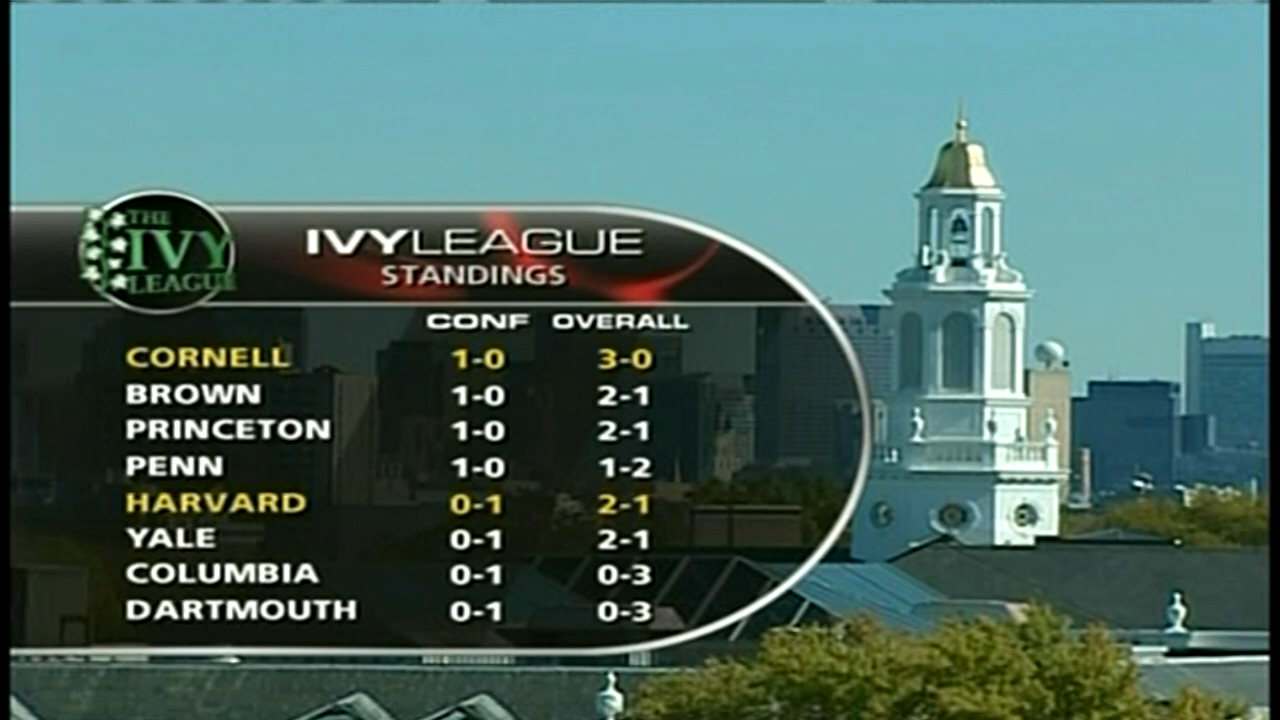 THE
IVY
LEAGUE
IVYLEAGUE
STANDINGS
CONF OVERALL
CORNELL 1-0 3-0
BROWN 1-0 2-1
PRINCETON 1-0 2-1
PENN 1-0 1-2
HARVARD 0-1 2-1
YALE 0-1 2-1
COLUMBIA 0-1 0-3
DARTMOUTH 0-1 0-3